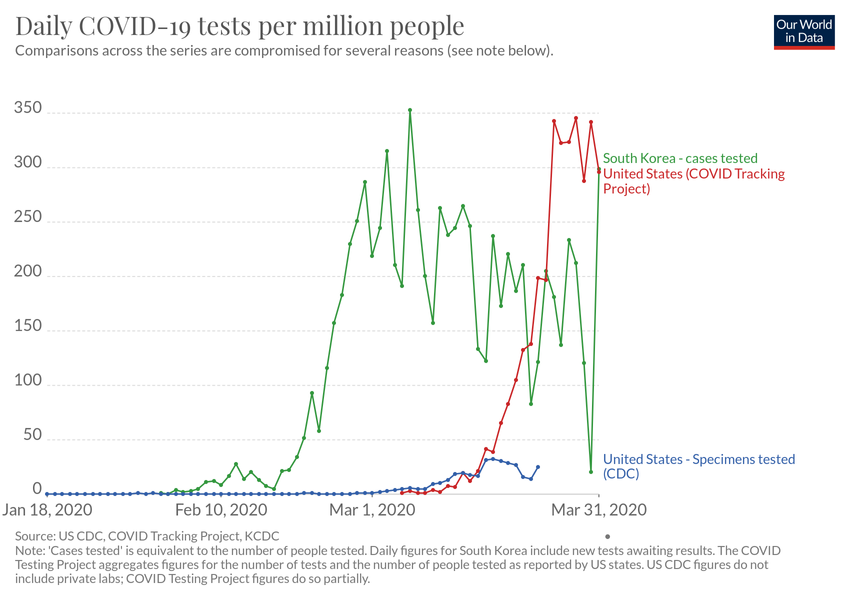 Daily COVID-19 tests per million people
Comparisons across the series are compromised for several reasons (see note below).
Our World
in Data
350
300
250
200
150
100
50
0
South Korea - cases tested
United States (COVID Tracking
Project)
United States - Specimens tested
(CDC)
Jan 18, 2020
Feb 10, 2020
Mar 1, 2020
Mar 31, 2020
Source: US CDC, COVID Tracking Project, KCDC
Note: 'Cases tested' is equivalent to the number of people tested. Daily figures for South Korea include new tests awaiting results. The COVID
Testing Project aggregates figures for the number of tests and the number of people tested as reported by US states. US CDC figures do not
include private labs; COVID Testing Project figures do so partially.